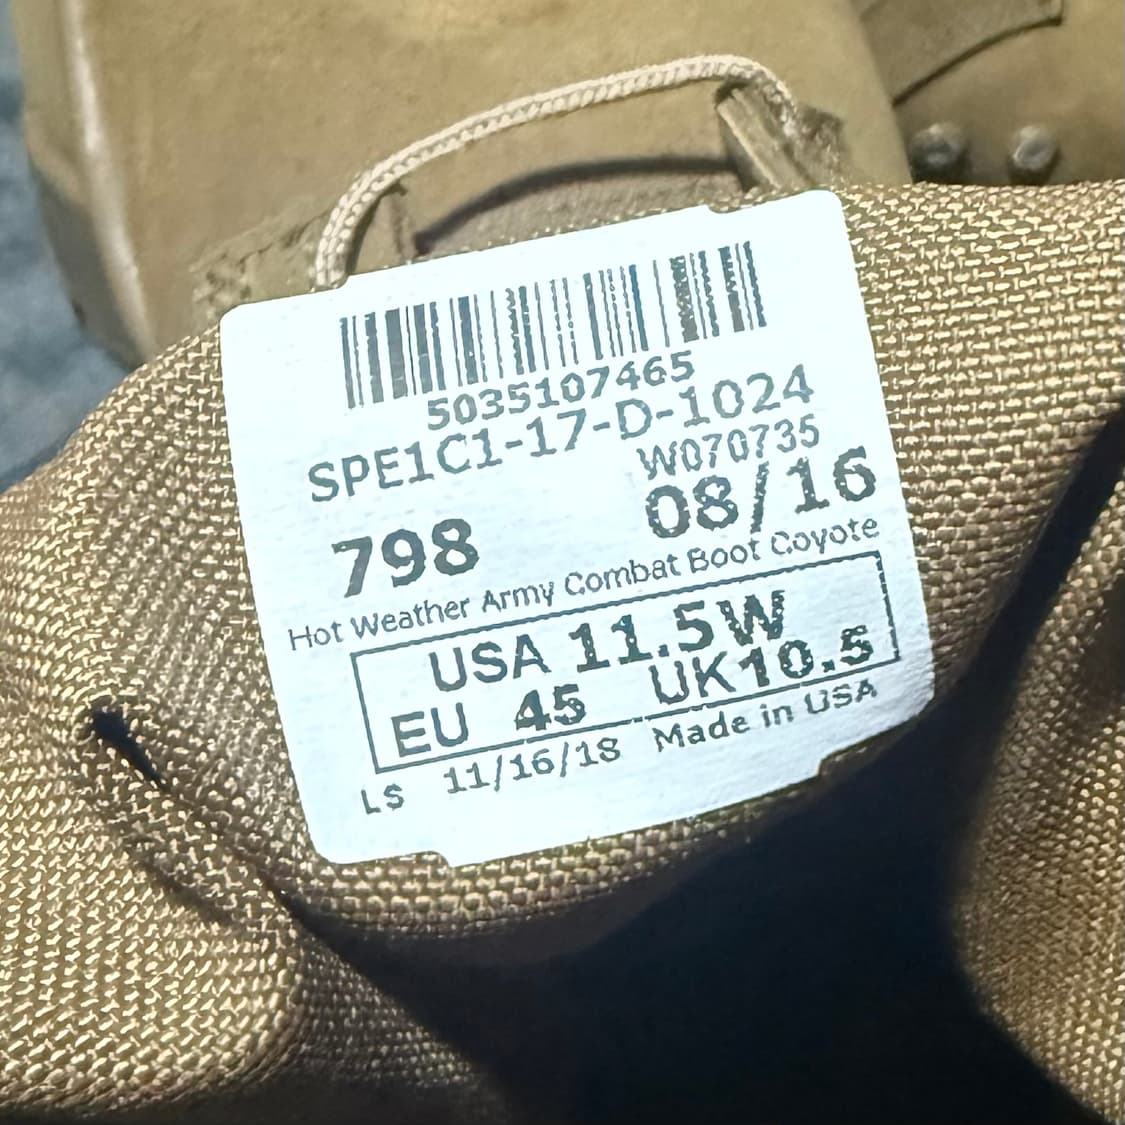 5035107465
SPE1C1-17-D-1024
W070735
798 08/16
Hot Weather Army Combat Boot Coyote
USA 11.5W
EU 45 UK10.5
LS 11/16/18 Made in USA